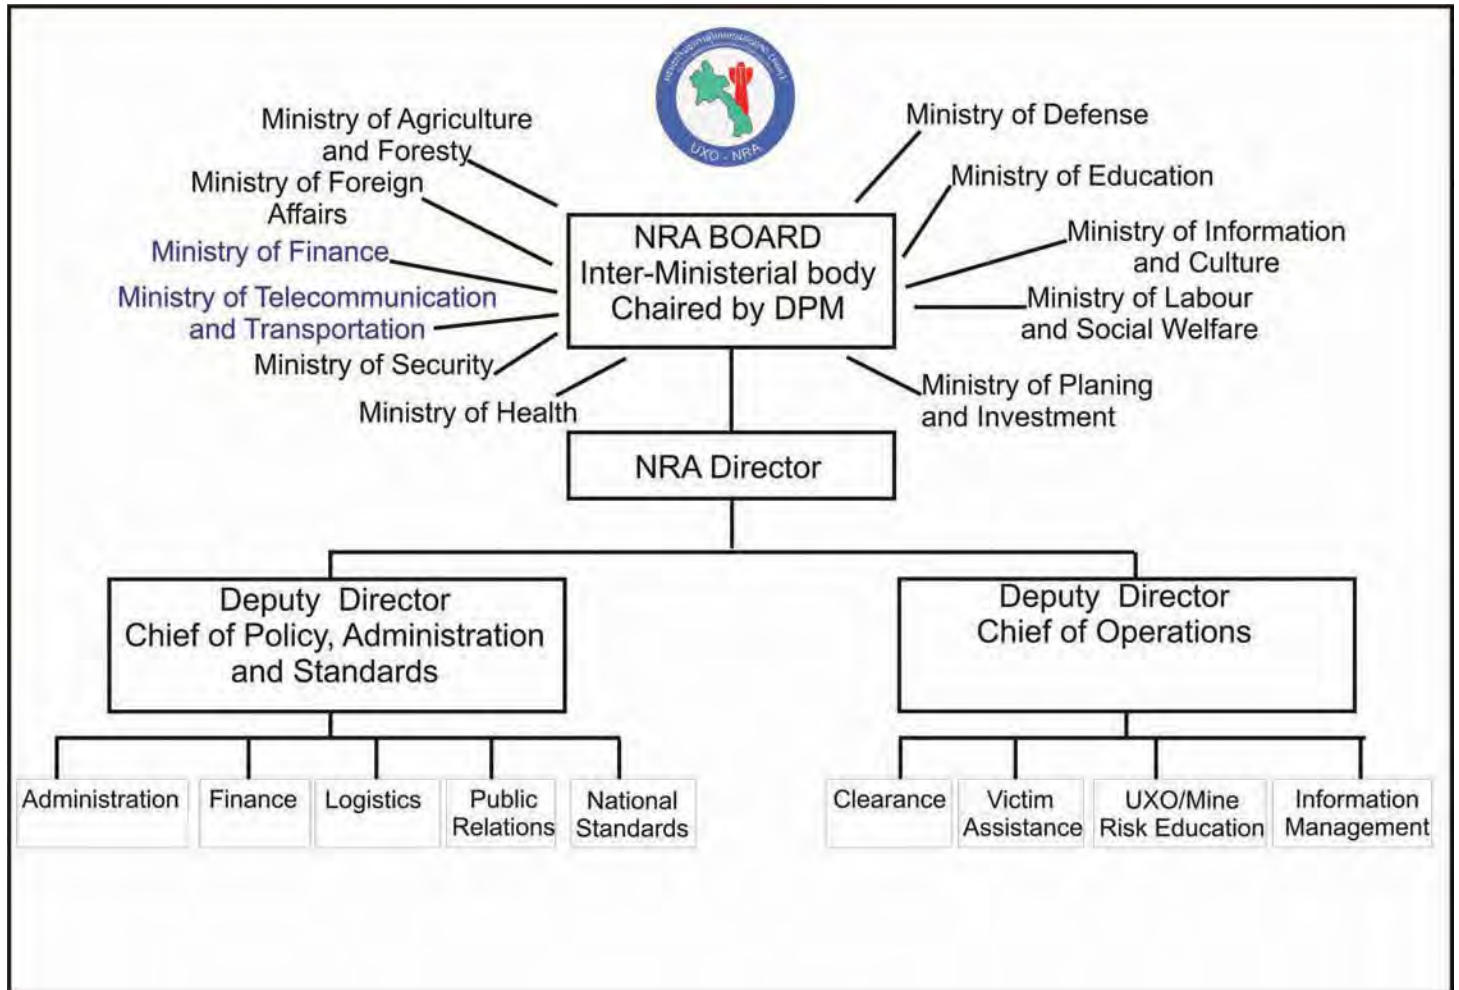 UXO - NRA
Ministry of Agriculture
and Foresty
Ministry of Foreign
Affairs
Ministry of Finance
Ministry of Telecommunication
and Transportation
Ministry of Security
Ministry of Health
Ministry of Defense
Ministry of Education
Ministry of Information
and Culture
Ministry of Labour
and Social Welfare
Ministry of Planing
and Investment
NRA BOARD
Inter-Ministerial body
Chaired by DPM
NRA Director
Deputy Director
Chief of Policy, Administration
and Standards
Deputy Director
Chief of Operations
Administration
Finance
Logistics
Public
Relations
National
Standards
Clearance
Victim
Assistance
UXO/Mine
Risk Education
Information
Management